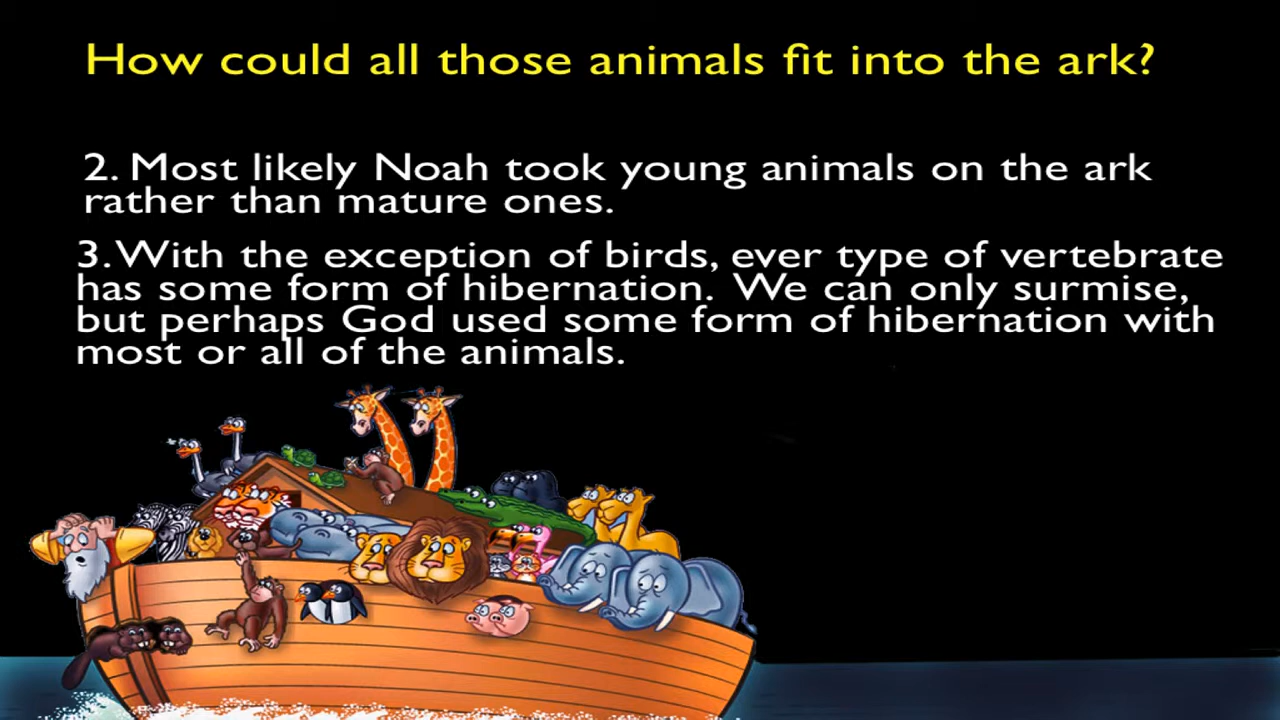 How could all those animals fit into the ark?
2. Most likely Noah took young animals on the ark
rather than mature ones.
3. With the exception of birds, ever type of vertebrate
has some form of hibernation. We can only surmise,
but perhaps God used some form of hibernation with
most or all of the animals.